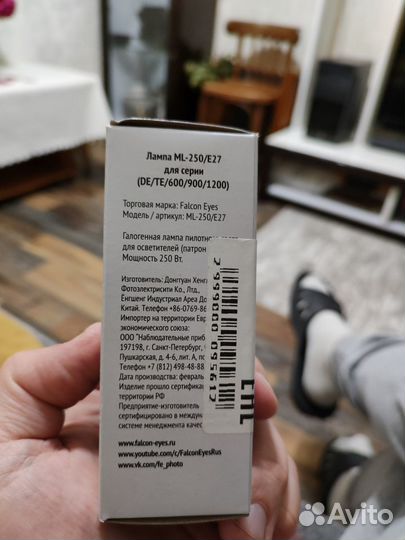 Лампа ML-250/E27
для серии
(DE/TE/600/900/1200)
Торговая марка: Falcon Eyes
Модель / артикул: ML-250/E27
Галогенная лампа пилотного
для осветителей (патрон
Мощность 250 Вт.
Изготовитель: Донггуан Хенг
Фотоэлектрисити Ко., Лтд.,
Ёнгшенг Индустриал Ареа
Китай. Телефон +86-0769-86
Импортер на территории Евр
экономического союза:
ООО "Наблюдательные приб
197198, г. Санкт-Петербург,
Пушкарская, д. 4-6, лит. А, п
Телефон +7 (812) 498-48-88
Дата производства: феврал
Изделие прошло сертифика
территории РФ
Предприятие-изготовитель
сертифицировано в междун
системе менеджмента качес
www.falcon-eyes.ru
www.youtube.com/c/FalconEyesRus
www.vk.com/fe_photo
EAC
Avito